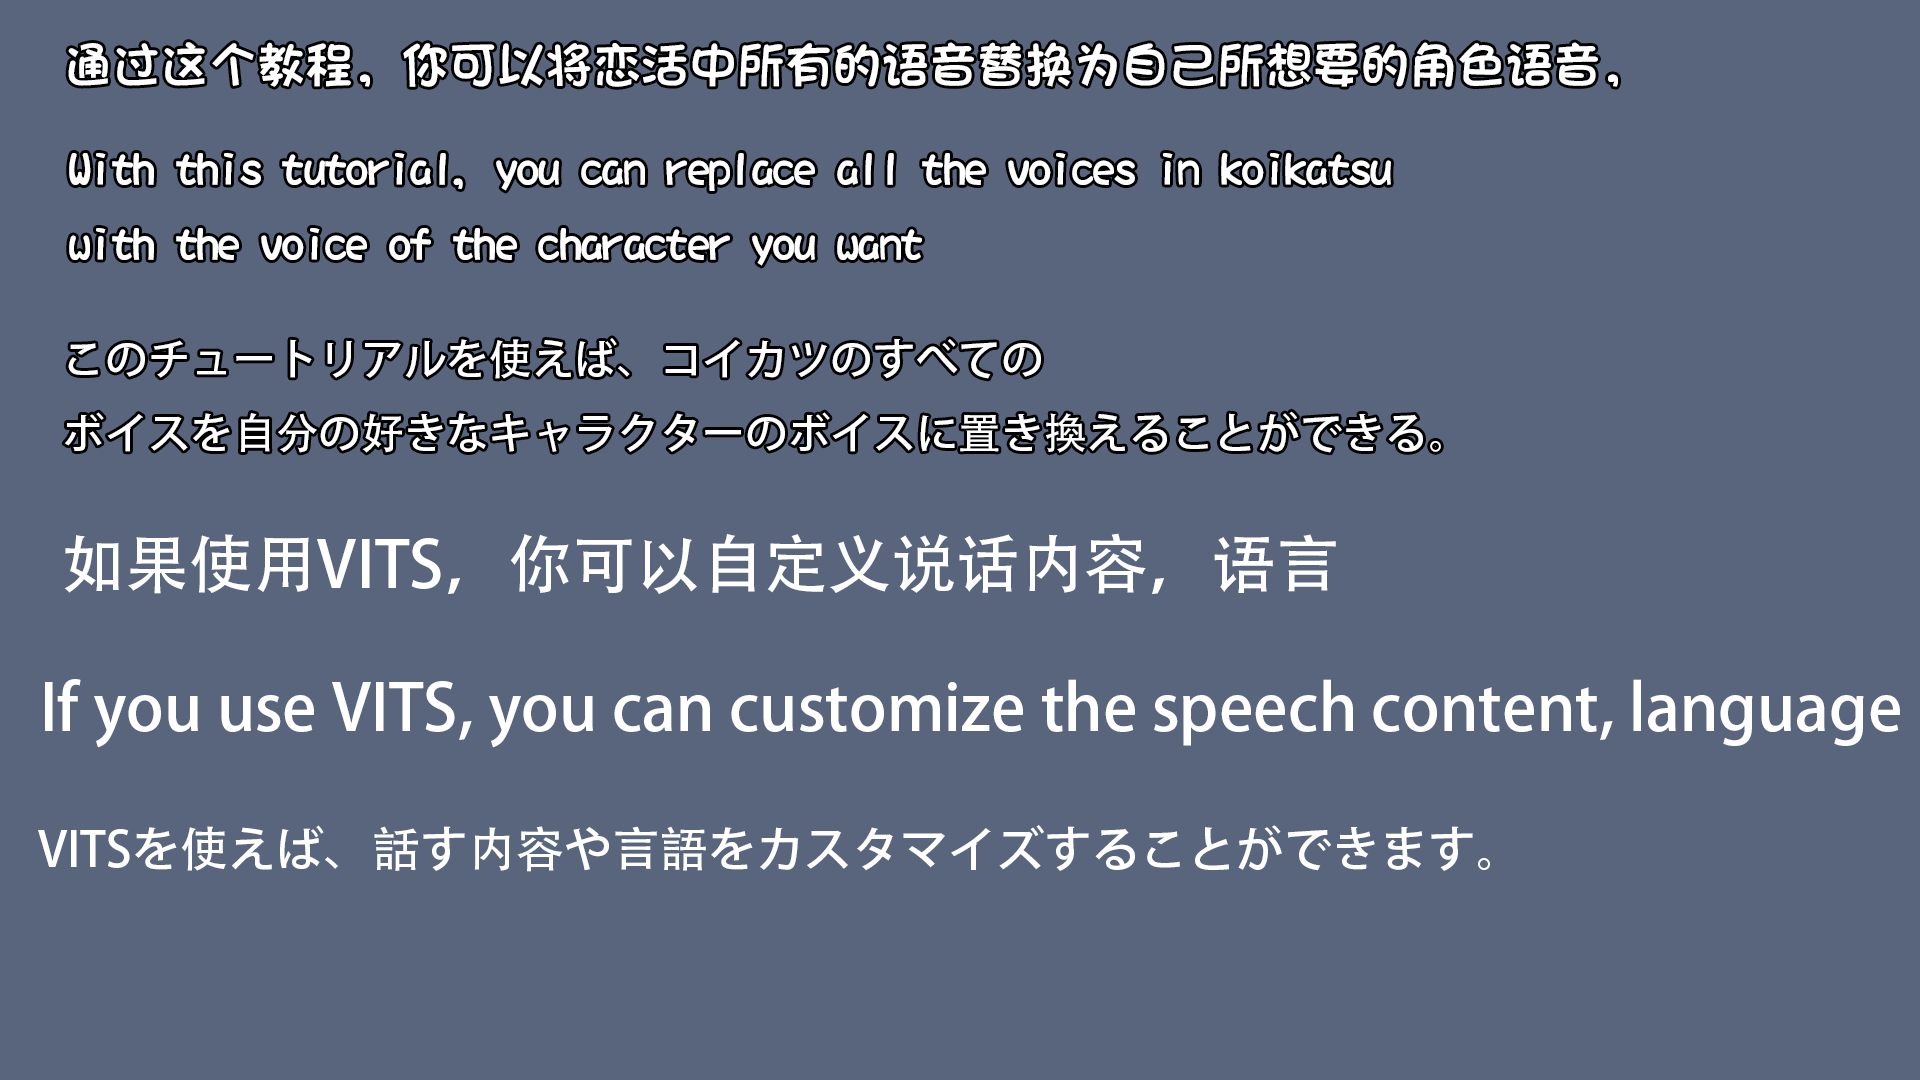 通过这个教程，你可以将恋活中所有的语音替换为自己所想要的角色语音，
With this tutorial, you can replace all the voices in koikatsu
with the voice of the character you want
このチュートリアルを使えば、コイカツのすべての
ボイスを自分の好きなキャラクターのボイスに置き換えることができる。
如果使用VITS，你可以自定义说话内容，语言
If you use VITS, you can customize the speech content, language
VITSを使えば、話す内容や言語をカスタマイズすることができます。